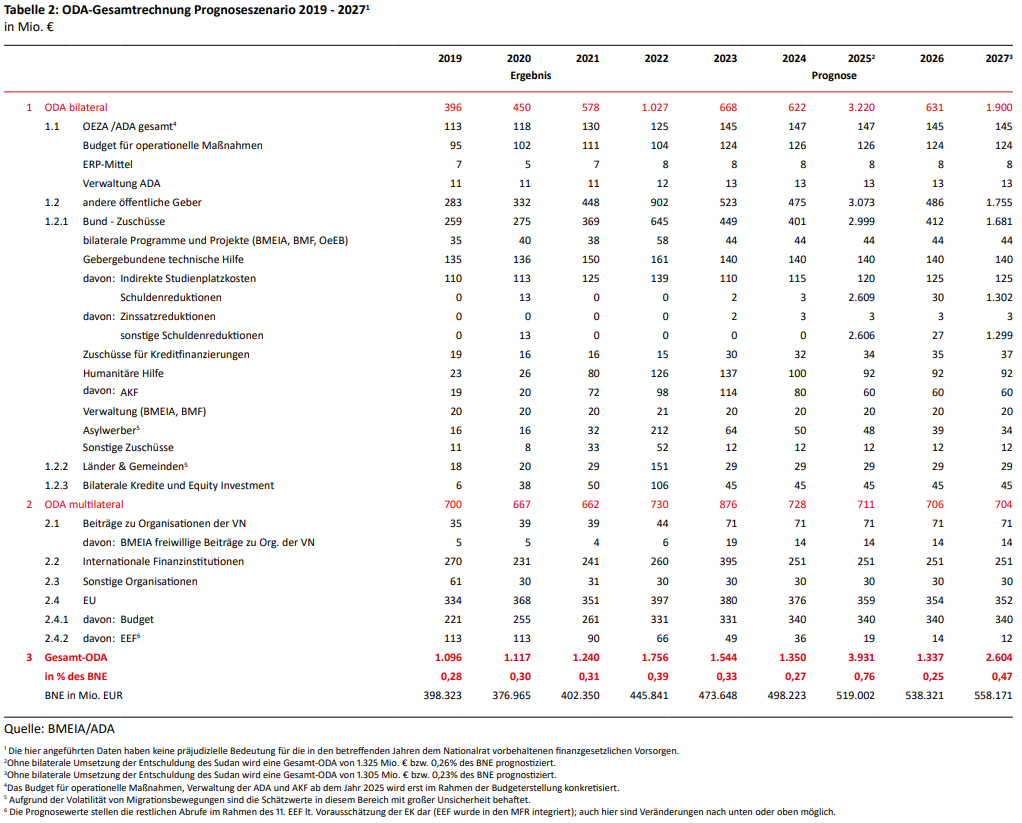 Tabelle 2: ODA-Gesamtrechnung Prognoseszenario 2019 - 2027¹
in Mio. €
2019 2020 2021 2022 2023 2024 2025² 2026 2027³
Ergebnis Prognose
1 ODA bilateral 396 450 578 1.027 668 622 3.220 631 1.900
1.1 OEZA /ADA gesamt⁴ 113 118 130 125 145 147 147 145 145
Budget für operationelle Maßnahmen 95 102 111 104 124 126 126 124 124
ERP-Mittel 7 5 7 8 8 8 8 8 8
Verwaltung ADA 11 11 11 12 13 13 13 13 13
1.2 andere öffentliche Geber 283 332 448 902 523 475 3.073 486 1.755
1.2.1 Bund - Zuschüsse 259 275 369 645 449 401 2.999 412 1.681
bilaterale Programme und Projekte (BMEIA, BMF, OeEB) 35 40 38 58 44 44 44 44 44
Gebergebundene technische Hilfe 135 136 150 161 140 140 140 140 140
davon: Indirekte Studienplatzkosten 110 113 125 139 110 115 120 125 125
Schuldenreduktionen 0 13 0 0 2 3 2.609 30 1.302
davon: Zinssatzreduktionen 0 0 0 0 2 3 3 3 3
sonstige Schuldenreduktionen 0 13 0 0 0 0 2.606 27 1.299
Zuschüsse für Kreditfinanzierungen 19 16 16 15 30 32 34 35 37
Humanitäre Hilfe 23 26 80 126 137 100 92 92 92
davon: AKF 19 20 72 98 114 80 60 60 60
Verwaltung (BMEIA, BMF) 20 20 20 21 20 20 20 20 20
Asylwerber⁵ 16 16 32 212 64 50 48 39 34
Sonstige Zuschüsse 11 8 33 52 12 12 12 12 12
1.2.2 Länder & Gemeinden⁵ 18 20 29 151 29 29 29 29 29
1.2.3 Bilaterale Kredite und Equity Investment 6 38 50 106 45 45 45 45 45
2 ODA multilateral 700 667 662 730 876 728 711 706 704
2.1 Beiträge zu Organisationen der VN 35 39 39 44 71 71 71 71 71
davon: BMEIA freiwillige Beiträge zu Org. der VN 5 5 4 6 19 14 14 14 14
2.2 Internationale Finanzinstitutionen 270 231 241 260 395 251 251 251 251
2.3 Sonstige Organisationen 61 30 31 30 30 30 30 30 30
2.4 EU 334 368 351 397 380 376 359 354 352
2.4.1 davon: Budget 221 255 261 331 331 340 340 340 340
2.4.2 davon: EEF⁶ 113 113 90 66 49 36 19 14 12
3 Gesamt-ODA 1.096 1.117 1.240 1.756 1.544 1.350 3.931 1.337 2.604
in % des BNE 0,28 0,30 0,31 0,39 0,33 0,27 0,76 0,25 0,47
BNE in Mio. EUR 398.323 376.965 402.350 445.841 473.648 498.223 519.002 538.321 558.171
Quelle: BMEIA/ADA
¹ Die hier angeführten Daten haben keine präjudizielle Bedeutung für die in den betreffenden Jahren dem Nationalrat vorbehaltenen finanzgesetzlichen Vorsorgen.
²Ohne bilaterale Umsetzung der Entschuldung des Sudan wird eine Gesamt-ODA von 1.325 Mio. € bzw. 0,26% des BNE prognostiziert.
³Ohne bilaterale Umsetzung der Entschuldung des Sudan wird eine Gesamt-ODA von 1.305 Mio. € bzw. 0,23% des BNE prognostiziert.
⁴Das Budget für operationelle Maßnahmen, Verwaltung der ADA und AKF ab dem Jahr 2025 wird erst im Rahmen der Budgeterstellung konkretisiert.
⁵ Aufgrund der Volatilität von Migrationsbewegungen sind die Schätzwerte in diesem Bereich mit großer Unsicherheit behaftet.
⁶ Die Prognosewerte stellen die restlichen Abrufe im Rahmen des 11. EEF lt. Vorausschätzung der EK dar (EEF wurde in den MFR integriert); auch hier sind Veränderungen nach unten oder oben möglich.